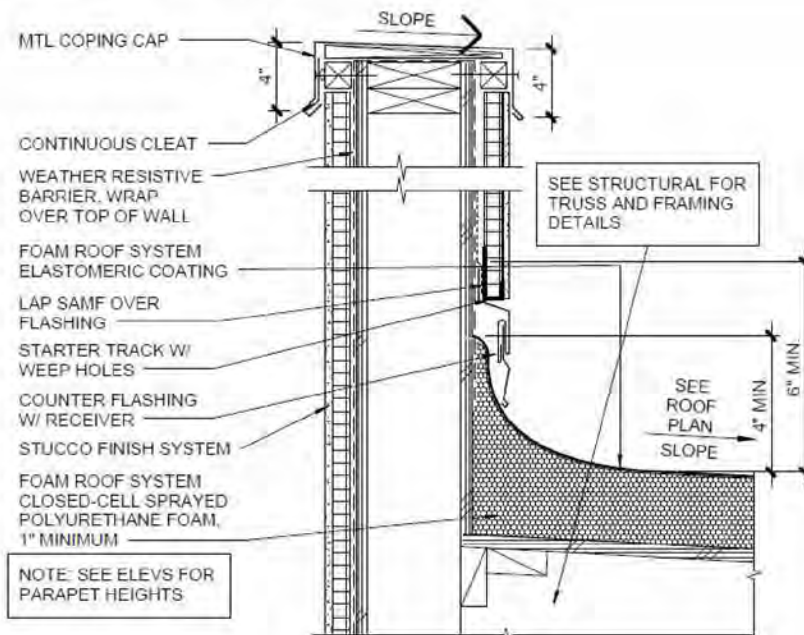 SLOPE
MTL COPING CAP
4"
4"
CONTINUOUS CLEAT
WEATHER RESISTIVE
BARRIER, WRAP
OVER TOP OF WALL
SEE STRUCTURAL FOR
TRUSS AND FRAMING
DETAILS
FOAM ROOF SYSTEM
ELASTOMERIC COATING
LAP SAMF OVER
FLASHING
STARTER TRACK W/
WEEP HOLES
COUNTER FLASHING
W/ RECEIVER
STUCCO FINISH SYSTEM
FOAM ROOF SYSTEM
CLOSED-CELL SPRAYED
POLYURETHANE FOAM,
1" MINIMUM
SEE
ROOF
PLAN
SLOPE
4" MIN.
6" MIN.
NOTE: SEE ELEVS FOR
PARAPET HEIGHTS